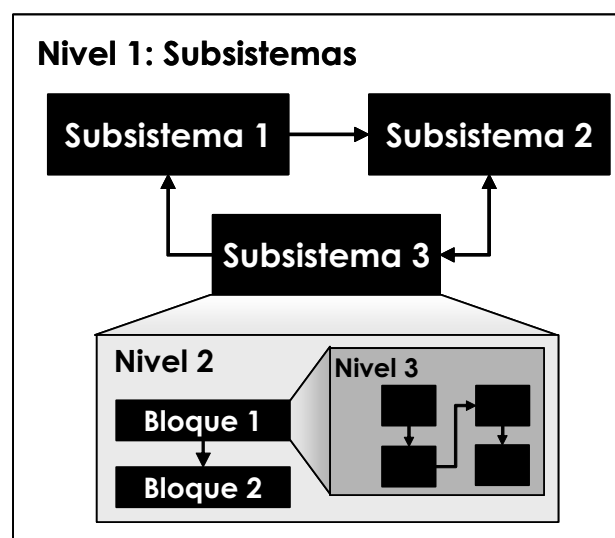 Nivel 1: Subsistemas
Subsistema 1
Subsistema 2
Subsistema 3
Nivel 2
Nivel 3
Bloque 1
Bloque 2